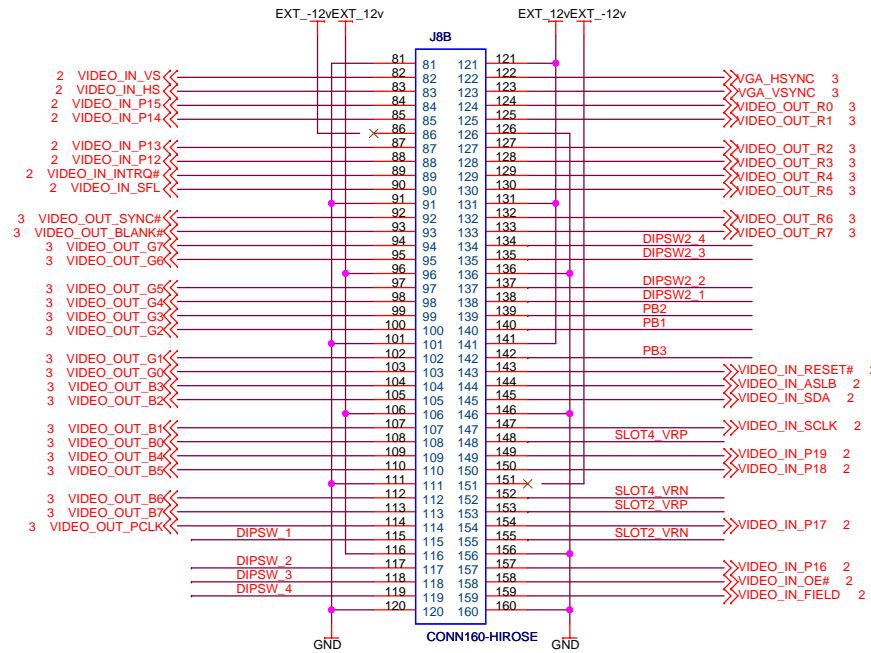 EXT_-12v EXT_12v EXT_12v EXT_-12v
J8B
81 81 121 121
2 VIDEO_IN_VS 82 82 122 122 VGA_HSYNC 3
2 VIDEO_IN_HS 83 83 123 123 VGA_VSYNC 3
2 VIDEO_IN_P15 84 84 124 124 VIDEO_OUT_R0 3
2 VIDEO_IN_P14 85 85 125 125 VIDEO_OUT_R1 3
86 86 126 126
2 VIDEO_IN_P13 87 87 127 127 VIDEO_OUT_R2 3
2 VIDEO_IN_P12 88 88 128 128 VIDEO_OUT_R3 3
2 VIDEO_IN_INTRQ# 89 89 129 129 VIDEO_OUT_R4 3
2 VIDEO_IN_SFL 90 90 130 130 VIDEO_OUT_R5 3
91 91 131 131
3 VIDEO_OUT_SYNC# 92 92 132 132 VIDEO_OUT_R6 3
3 VIDEO_OUT_BLANK# 93 93 133 133 VIDEO_OUT_R7 3
3 VIDEO_OUT_G7 94 94 134 134 DIPSW2_4
3 VIDEO_OUT_G6 95 95 135 135 DIPSW2_3
96 96 136 136
3 VIDEO_OUT_G5 97 97 137 137 DIPSW2_2
3 VIDEO_OUT_G4 98 98 138 138 DIPSW2_1
3 VIDEO_OUT_G3 99 99 139 139 PB2
3 VIDEO_OUT_G2 100 100 140 140 PB1
101 101 141 141
3 VIDEO_OUT_G1 102 102 142 142 PB3
3 VIDEO_OUT_G0 103 103 143 143 VIDEO_IN_RESET#
3 VIDEO_OUT_B3 104 104 144 144 VIDEO_IN_ASLB 2
3 VIDEO_OUT_B2 105 105 145 145 VIDEO_IN_SDA 2
106 106 146 146
3 VIDEO_OUT_B1 107 107 147 147 VIDEO_IN_SCLK 2
3 VIDEO_OUT_B0 108 108 148 148 SLOT4_VRP
3 VIDEO_OUT_B4 109 109 149 149 VIDEO_IN_P19 2
3 VIDEO_OUT_B5 110 110 150 150 VIDEO_IN_P18 2
111 111 151 151
3 VIDEO_OUT_B6 112 112 152 152 SLOT4_VRN
3 VIDEO_OUT_B7 113 113 153 153 SLOT2_VRP
3 VIDEO_OUT_PCLK 114 114 154 154 VIDEO_IN_P17 2
DIPSW_1 115 115 155 155 SLOT2_VRN
116 116 156 156
DIPSW_2 117 117 157 157 VIDEO_IN_P16 2
DIPSW_3 118 118 158 158 VIDEO_IN_OE# 2
DIPSW_4 119 119 159 159 VIDEO_IN_FIELD 2
120 120 160 160
CONN160-HIROSE
GND GND